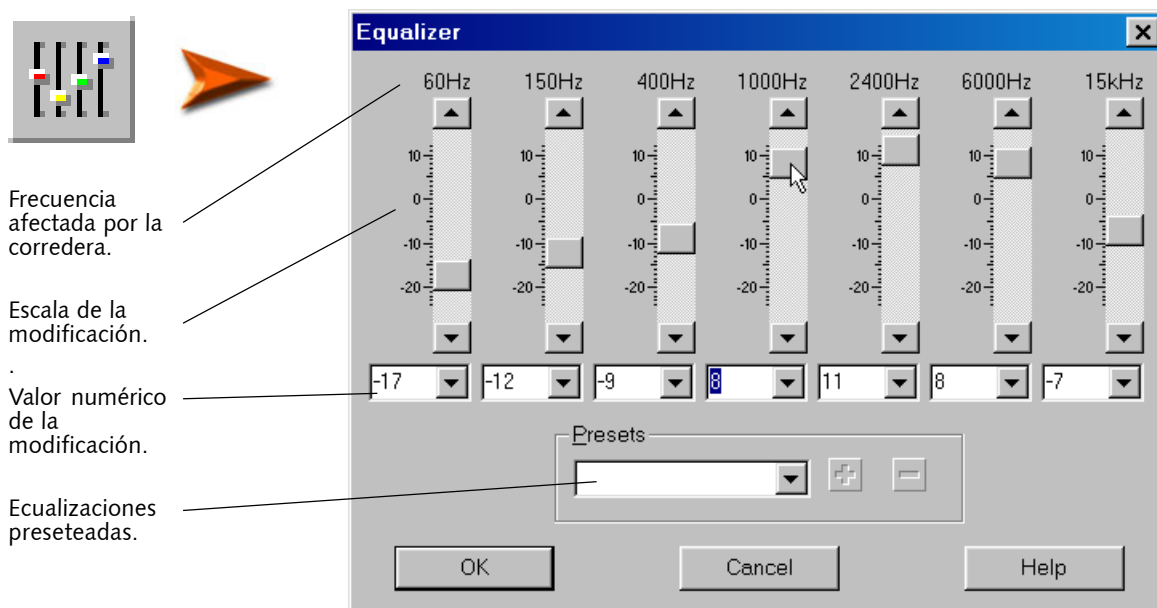 Equalizer
60Hz 150Hz 400Hz 1000Hz 2400Hz 6000Hz 15kHz
10 10 10 10 10 10 10
0 0 0 0 0 0 0
-10 -10 -10 -10 -10 -10 -10
-20 -20 -20 -20 -20 -20 -20
-17 -12 -9 8 11 8 -7
Presets
OK Cancel Help
Frecuencia
afectada por la
corredera.
Escala de la
modificación.
.
Valor numérico
de la
modificación.
Ecualizaciones
preseteadas.